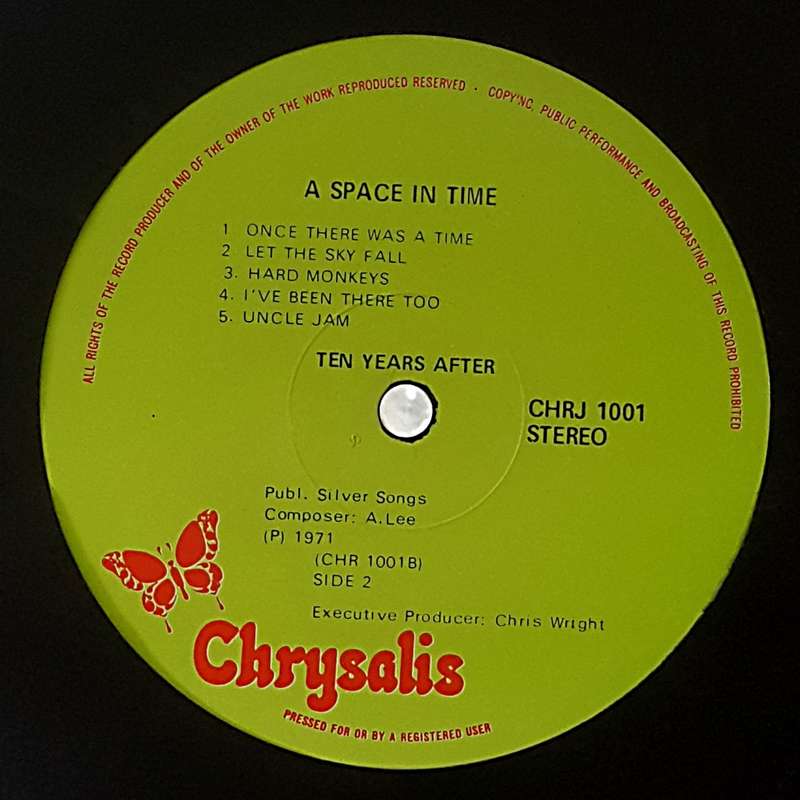 ALL RIGHTS OF THE RECORD PRODUCER AND OF THE OWNER OF THE WORK REPRODUCED RESERVED · COPY'NG, PUBLIC PERFORMANCE AND BROADCASTING OF THIS RECORD PROHIBITED
A SPACE IN TIME
1 ONCE THERE WAS A TIME
2 LET THE SKY FALL
3. HARD MONKEYS
4. I'VE BEEN THERE TOO
5. UNCLE JAM
TEN YEARS AFTER
CHRJ 1001
STEREO
Publ. Silver Songs
Composer: A. Lee
(P) 1971
(CHR 1001B)
SIDE 2
Executive Producer: Chris Wright
Chrysalis
PRESSED FOR OR BY A REGISTERED USER